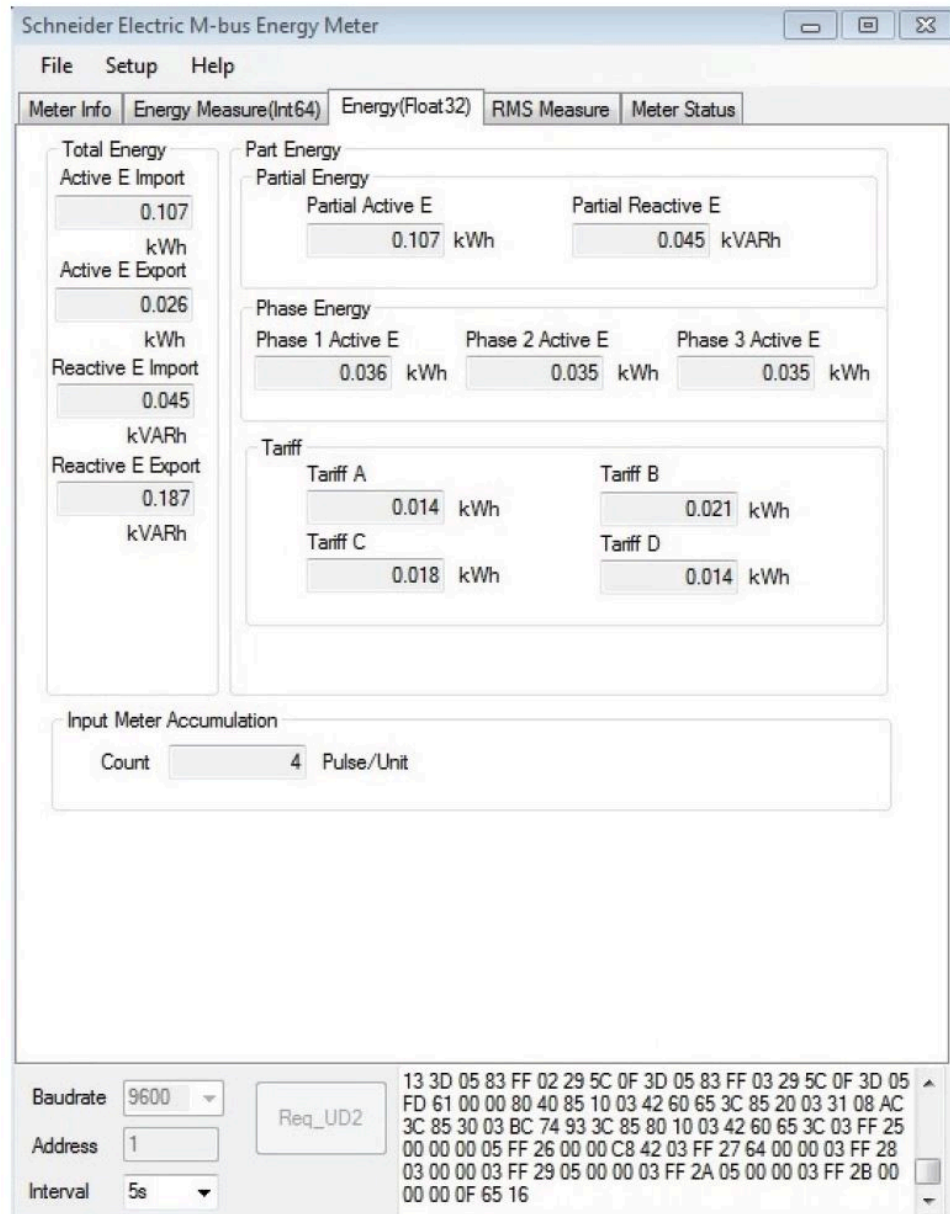 Schneider Electric M-bus Energy Meter
File Setup Help
Meter Info Energy Measure(Int64) Energy(Float32) RMS Measure Meter Status
Total Energy
Active E Import
0.107
kWh
Active E Export
0.026
kWh
Reactive E Import
0.045
kVARh
Reactive E Export
0.187
kVARh
Part Energy
Partial Energy
Partial Active E Partial Reactive E
0.107 kWh 0.045 kVARh
Phase Energy
Phase 1 Active E Phase 2 Active E Phase 3 Active E
0.036 kWh 0.035 kWh 0.035 kWh
Tariff
Tariff A Tariff B
0.014 kWh 0.021 kWh
Tariff C Tariff D
0.018 kWh 0.014 kWh
Input Meter Accumulation
Count 4 Pulse/Unit
Baudrate 9600
Address 1
Interval 5s
Req_UD2
13 3D 05 83 FF 02 29 5C 0F 3D 05 83 FF 03 29 5C 0F 3D 05
FD 61 00 00 80 40 85 10 03 42 60 65 3C 85 20 03 31 08 AC
3C 85 30 03 BC 74 93 3C 85 80 10 03 42 60 65 3C 03 FF 25
00 00 00 05 FF 26 00 00 C8 42 03 FF 27 64 00 00 03 FF 28
03 00 00 03 FF 29 05 00 00 03 FF 2A 05 00 00 03 FF 2B 00
00 00 0F 65 16